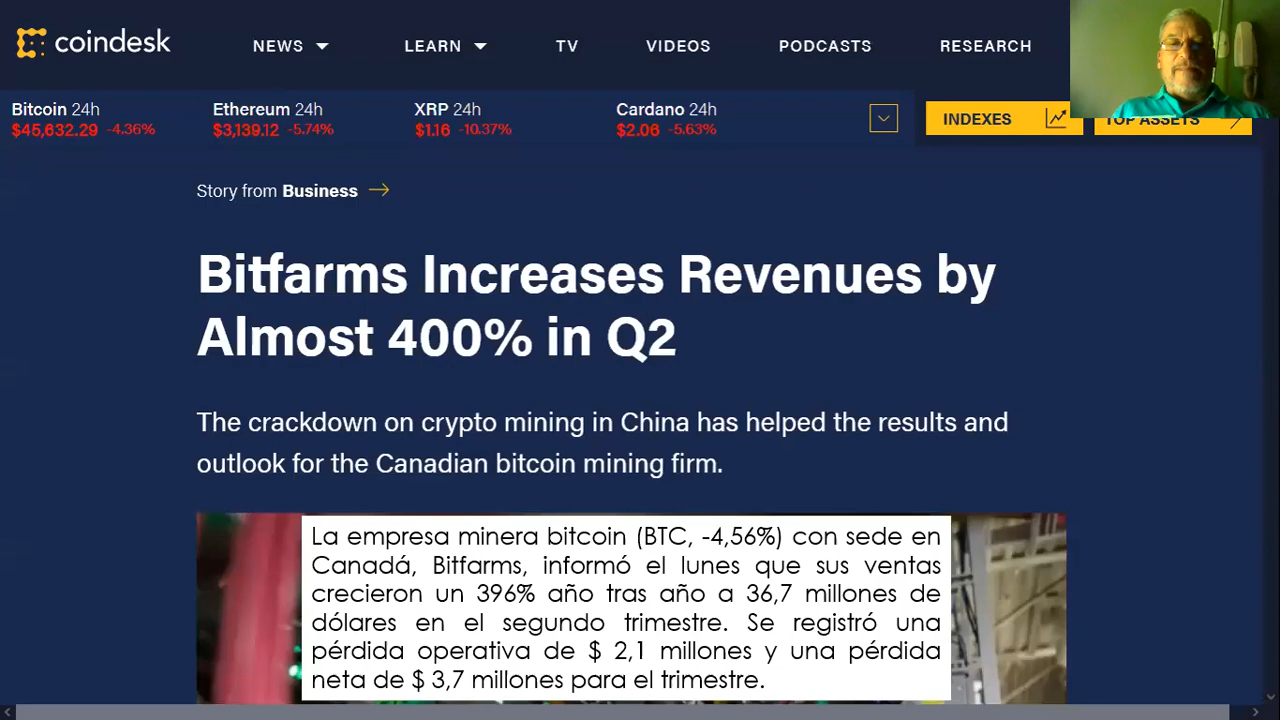 coindesk
NEWS LEARN TV VIDEOS PODCASTS RESEARCH
Bitcoin 24h Ethereum 24h XRP 24h Cardano 24h
$45,632.29 -4.36% $3,139.12 -5.74% $1.16 -10.37% $2.06 -5.63%
INDEXES TOP ASSETS
Story from Business
Bitfarms Increases Revenues by
Almost 400% in Q2
The crackdown on crypto mining in China has helped the results and
outlook for the Canadian bitcoin mining firm.
La empresa minera bitcoin (BTC, -4,56%) con sede en
Canadá, Bitfarms, informó el lunes que sus ventas
crecieron un 396% año tras año a 36,7 millones de
dólares en el segundo trimestre. Se registró una
pérdida operativa de $ 2,1 millones y una pérdida
neta de $ 3,7 millones para el trimestre.